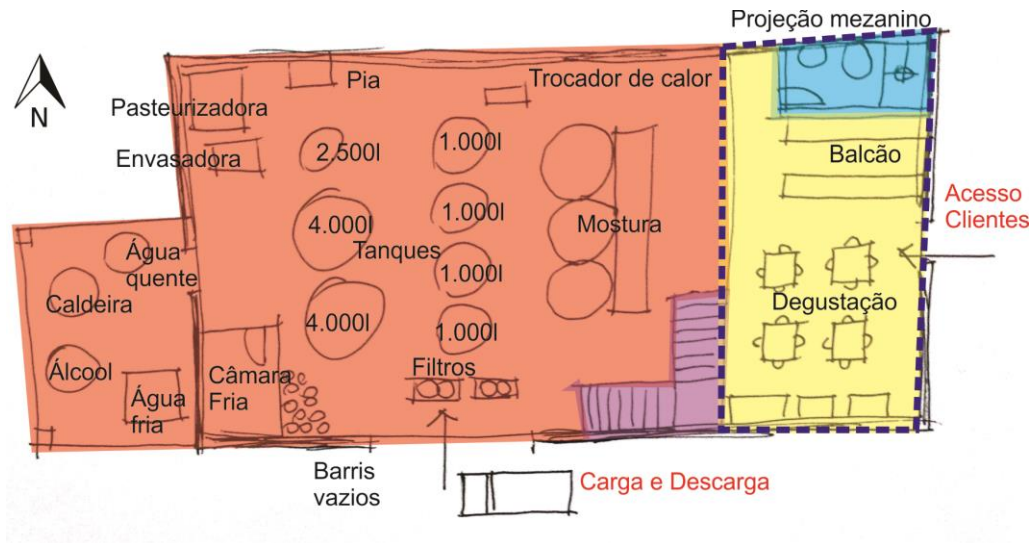 Projeção mezanino
N
Pia
Trocador de calor
Pasteurizadora
Envasadora
2.500l
1.000l
Balcão
Acesso
Clientes
1.000l
4.000l
Tanques
Mostura
Água
quente
Caldeira
1.000l
Degustação
4.000l
1.000l
Filtros
Álcool
Água
fria
Câmara
Fria
Barris
vazios
Carga e Descarga